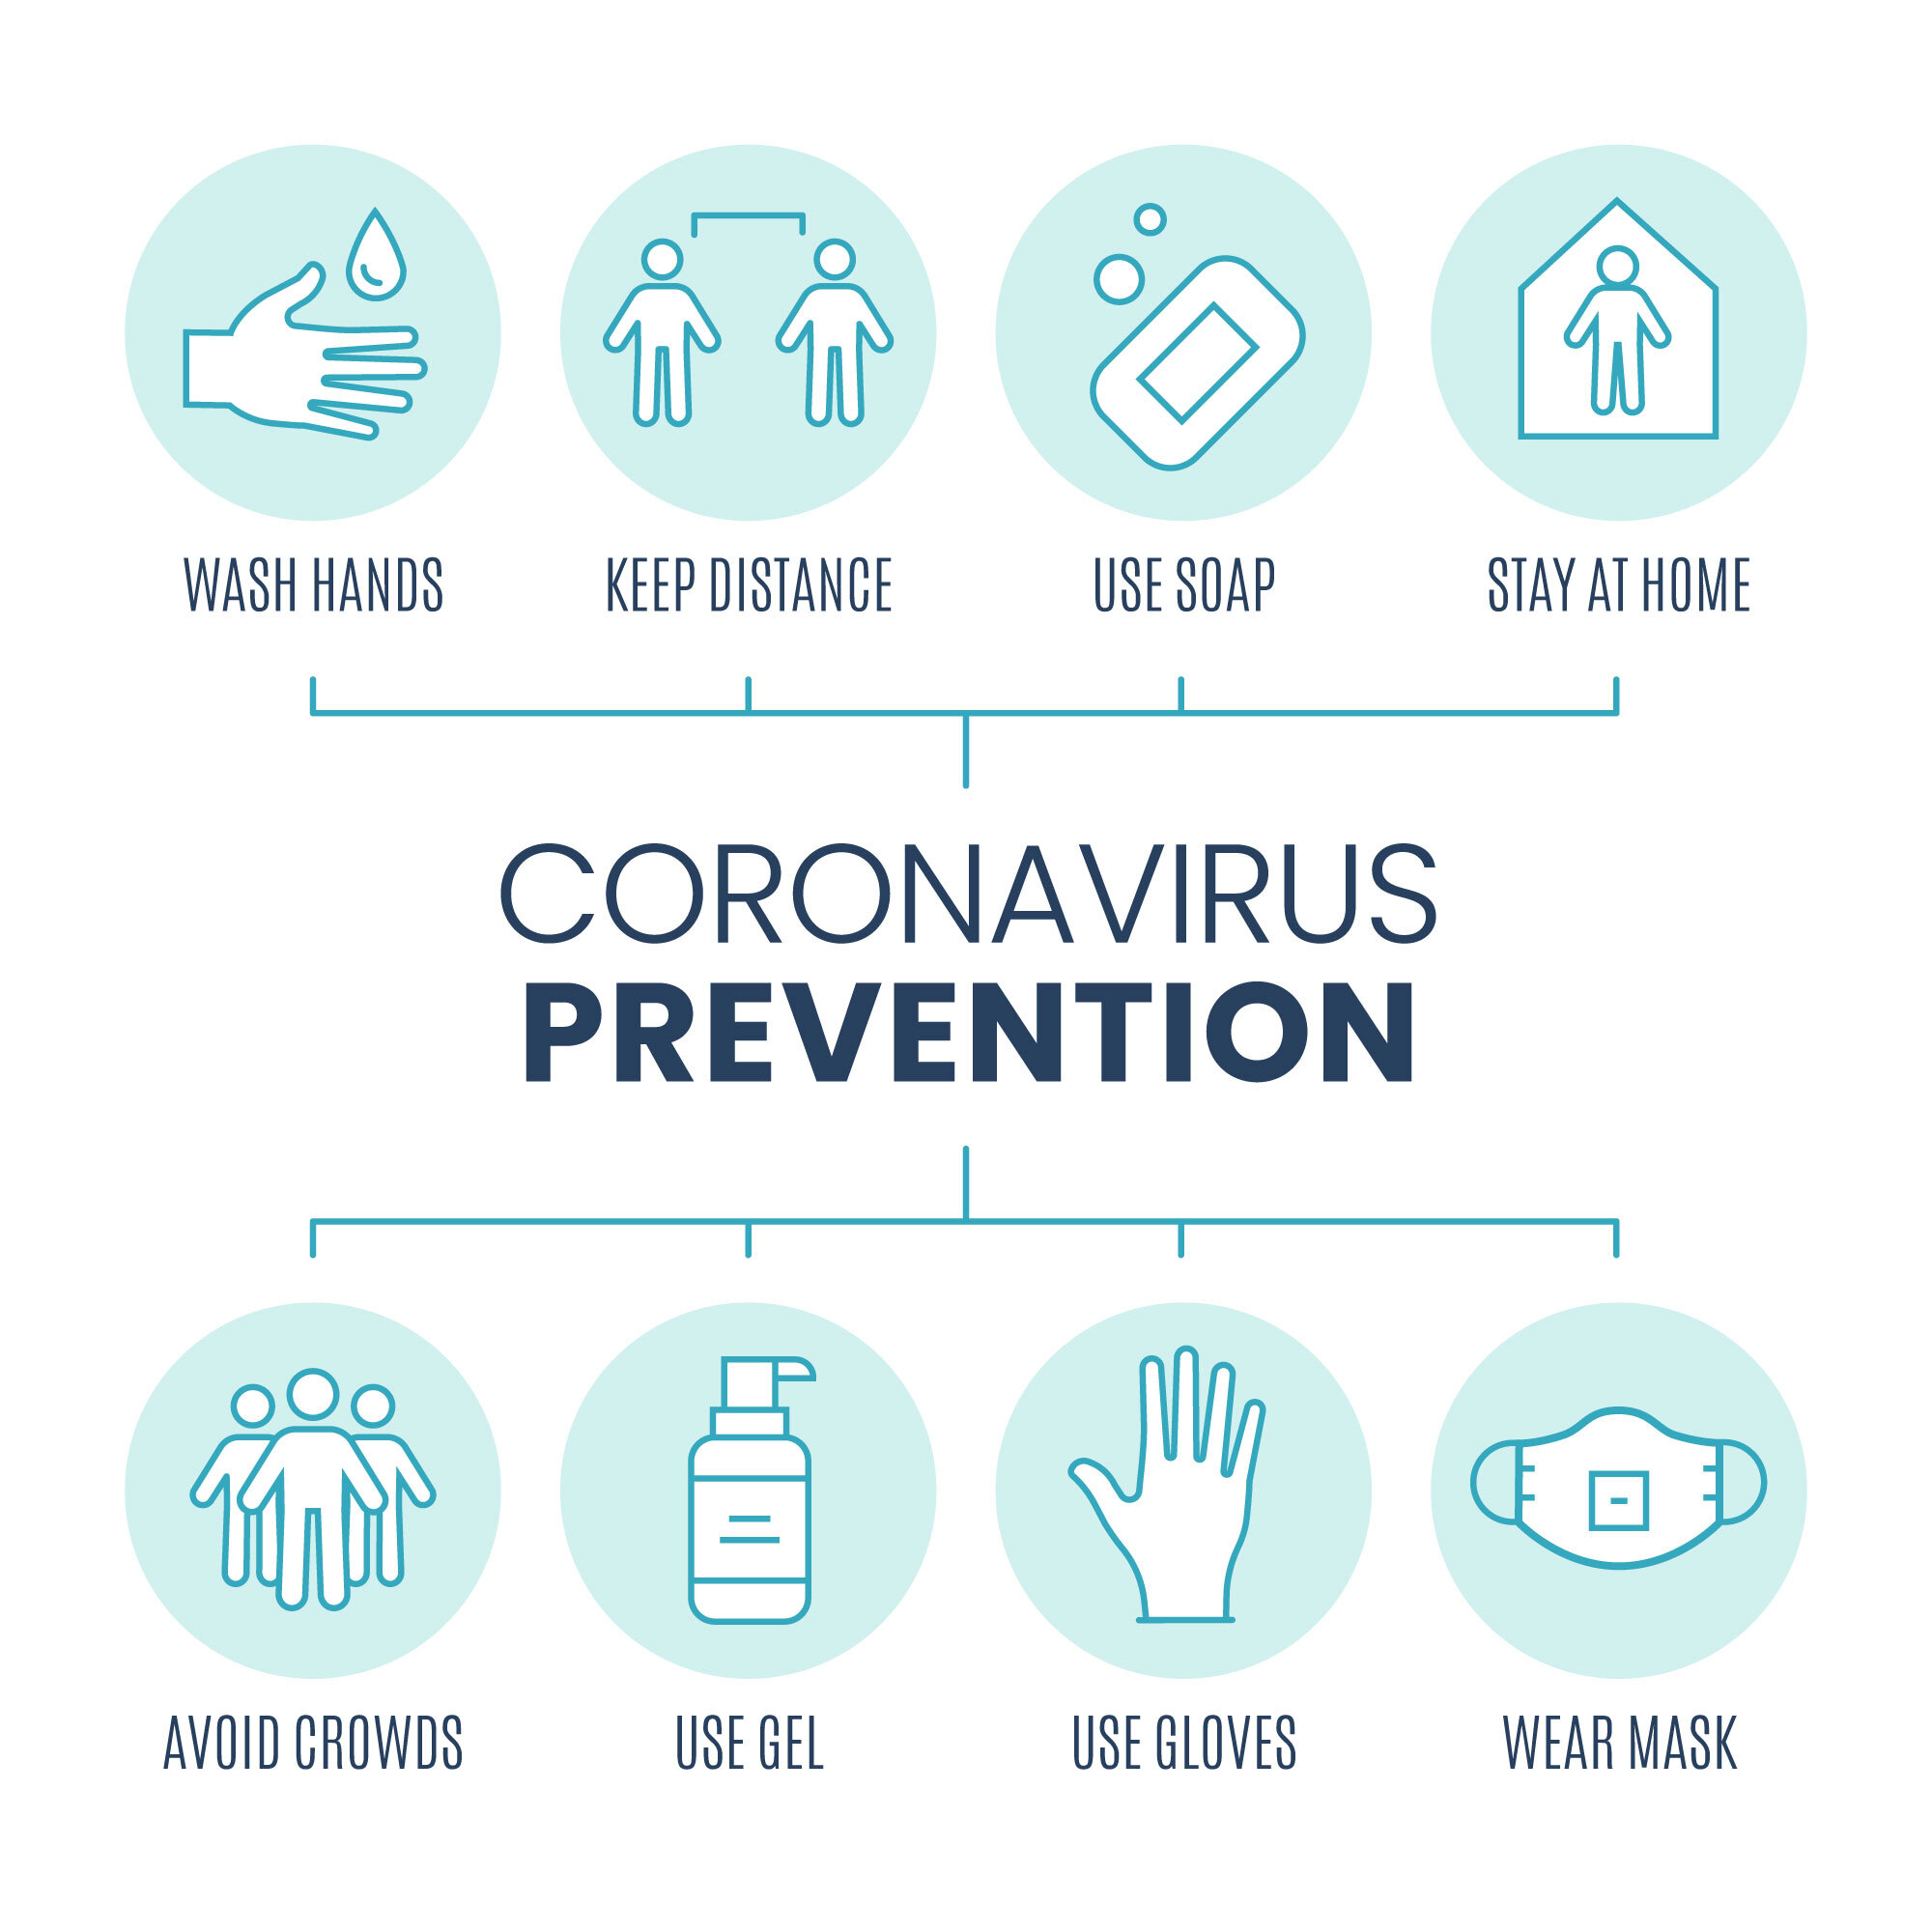 WASH HANDS
KEEP DISTANCE
USE SOAP
STAY AT HOME
CORONAVIRUS
PREVENTION
AVOID CROWDS
USE GEL
USE GLOVES
WEAR MASK